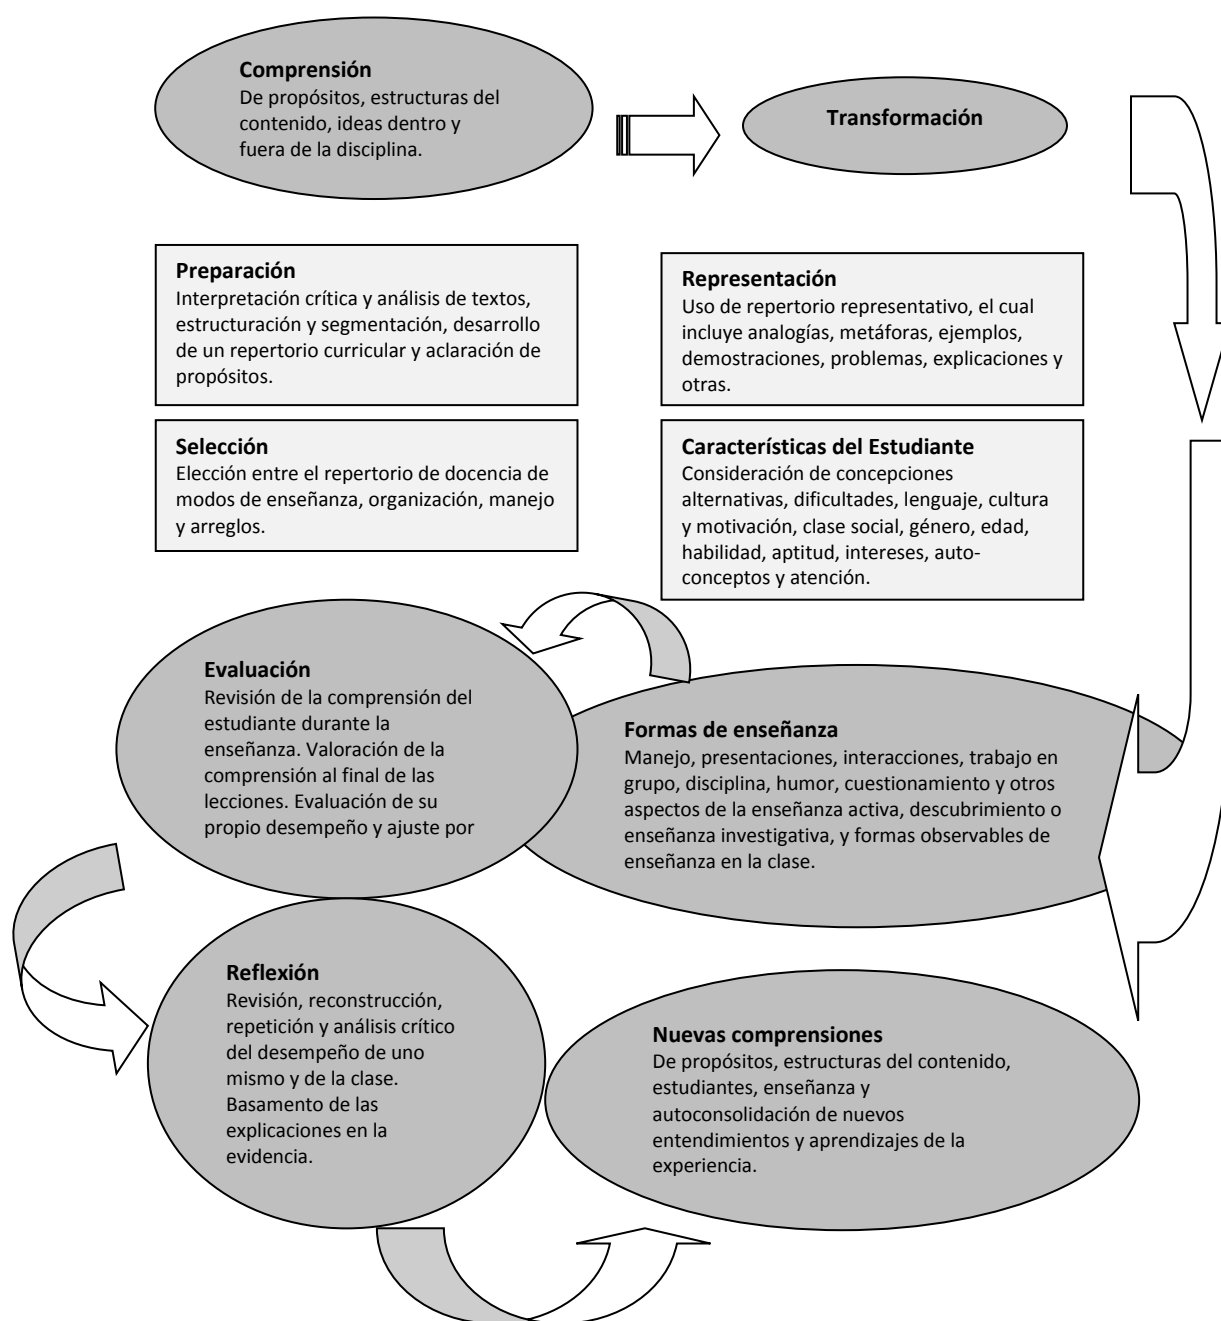 Comprensión
De propósitos, estructuras del
contenido, ideas dentro y
fuera de la disciplina.
Transformación
Preparación
Interpretación crítica y análisis de textos,
estructuración y segmentación, desarrollo
de un repertorio curricular y aclaración de
propósitos.
Representación
Uso de repertorio representativo, el cual
incluye analogías, metáforas, ejemplos,
demostraciones, problemas, explicaciones y
otras.
Selección
Elección entre el repertorio de docencia de
modos de enseñanza, organización, manejo
y arreglos.
Características del Estudiante
Consideración de concepciones
alternativas, dificultades, lenguaje, cultura
y motivación, clase social, género, edad,
habilidad, aptitud, intereses, auto-
conceptos y atención.
Evaluación
Revisión de la comprensión del
estudiante durante la
enseñanza. Valoración de la
comprensión al final de las
lecciones. Evaluación de su
propio desempeño y ajuste por
Formas de enseñanza
Manejo, presentaciones, interacciones, trabajo en
grupo, disciplina, humor, cuestionamiento y otros
aspectos de la enseñanza activa, descubrimiento o
enseñanza investigativa, y formas observables de
enseñanza en la clase.
Reflexión
Revisión, reconstrucción,
repetición y análisis crítico
del desempeño de uno
mismo y de la clase.
Basamento de las
explicaciones en la
evidencia.
Nuevas comprensiones
De propósitos, estructuras del contenido,
estudiantes, enseñanza y
autoconsolidación de nuevos
entendimientos y aprendizajes de la
experiencia.